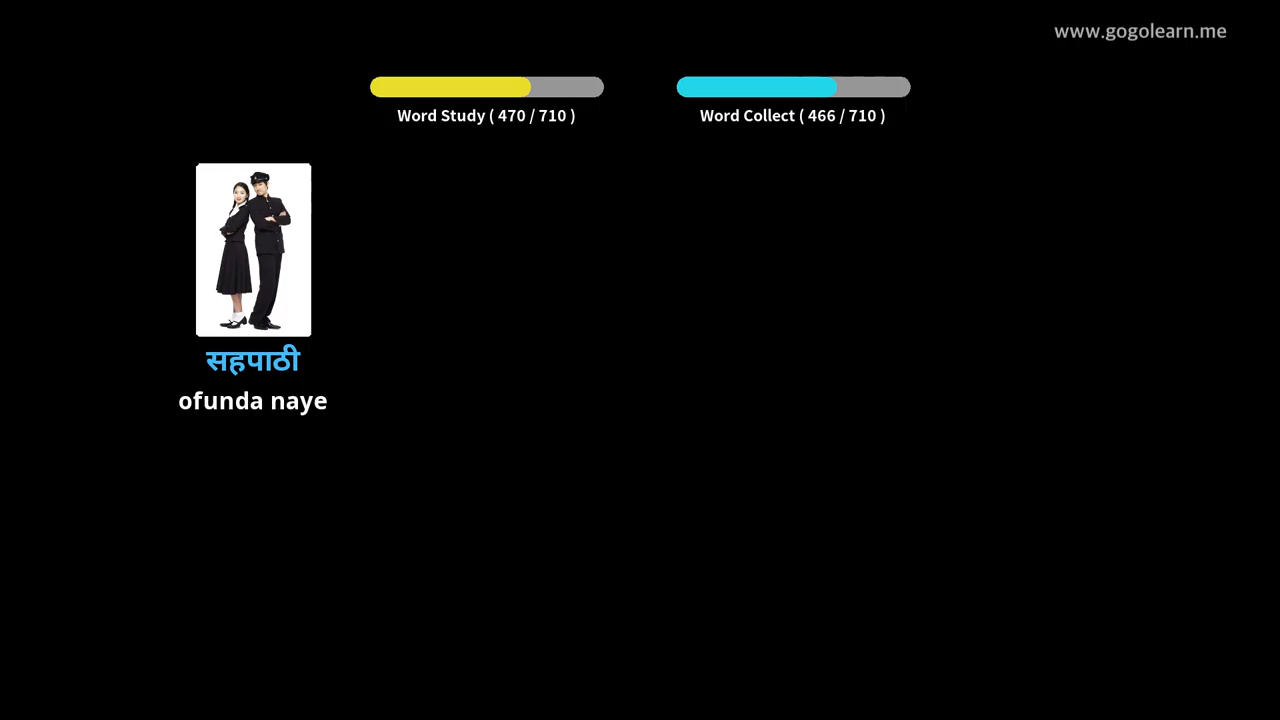 www.gogolearn.me
Word Study ( 470 / 710 )
Word Collect ( 466 / 710 )
सहपाठी
ofunda naye